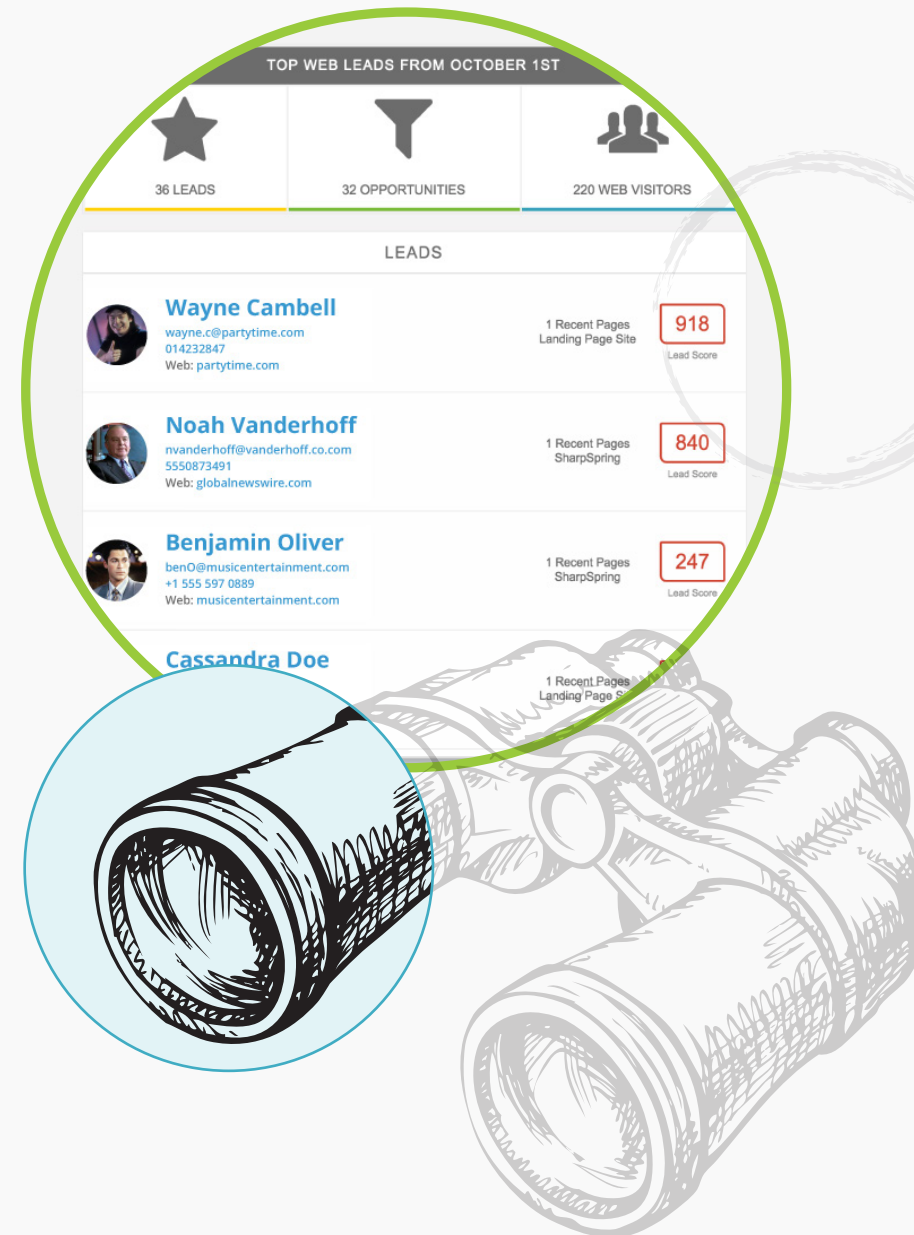 TOP WEB LEADS FROM OCTOBER 1ST
36 LEADS
32 OPPORTUNITIES
220 WEB VISITORS
LEADS
Wayne Cambell
wayne.c@partytime.com
014232847
Web: partytime.com
1 Recent Pages
Landing Page Site
918
Lead Score
Noah Vanderhoff
nvanderhoff@vanderhoff.co.com
5550873491
Web: globalnewswire.com
1 Recent Pages
SharpSpring
840
Lead Score
Benjamin Oliver
benO@musicentertainment.com
+1 555 597 0889
Web: musicentertainment.com
1 Recent Pages
SharpSpring
247
Lead Score
Cassandra Doe
1 Recent Pages
Landing Page